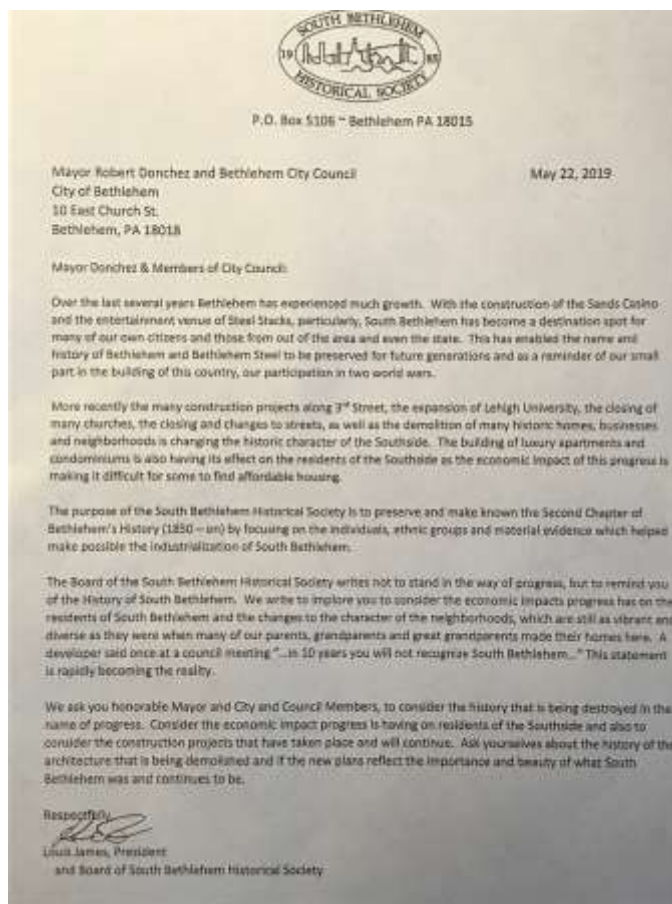 SOUTH BETHLEHEM
19 85
HISTORICAL SOCIETY
P.O. Box 5106 ~ Bethlehem PA 18015
Mayor Robert Donchez and Bethlehem City Council May 22, 2019
City of Bethlehem
10 East Church St.
Bethlehem, PA 18018
Mayor Donchez & Members of City Council:
Over the last several years Bethlehem has experienced much growth. With the construction of the Sands Casino
and the entertainment venue of Steel Stacks, particularly, South Bethlehem has become a destination spot for
many of our own citizens and those from out of the area and even the state. This has enabled the name and
history of Bethlehem and Bethlehem Steel to be preserved for future generations and as a reminder of our small
part in the building of this country, our participation in two world wars.
More recently the many construction projects along 3rd Street, the expansion of Lehigh University, the closing of
many churches, the closing and changes to streets, as well as the demolition of many historic homes, businesses
and neighborhoods is changing the historic character of the Southside. The building of luxury apartments and
condominiums is also having its effect on the residents of the Southside as the economic impact of this progress is
making it difficult for some to find affordable housing.
The purpose of the South Bethlehem Historical Society is to preserve and make known the Second Chapter of
Bethlehem's History (1850 – on) by focusing on the individuals, ethnic groups and material evidence which helped
make possible the industrialization of South Bethlehem.
The Board of the South Bethlehem Historical Society writes not to stand in the way of progress, but to remind you
of the History of South Bethlehem. We write to implore you to consider the economic impacts progress has on the
residents of South Bethlehem and the changes to the character of the neighborhoods, which are still as vibrant and
diverse as they were when many of our parents, grandparents and great grandparents made their homes here. A
developer said once at a council meeting "...in 10 years you will not recognize South Bethlehem..." This statement
is rapidly becoming the reality.
We ask you honorable Mayor and City and Council Members, to consider the history that is being destroyed in the
name of progress. Consider the economic impact progress is having on residents of the Southside and also to
consider the construction projects that have taken place and will continue. Ask yourselves about the history of the
architecture that is being demolished and if the new plans reflect the importance and beauty of what South
Bethlehem was and continues to be.
Respectfully,
Louis James, President
and Board of South Bethlehem Historical Society